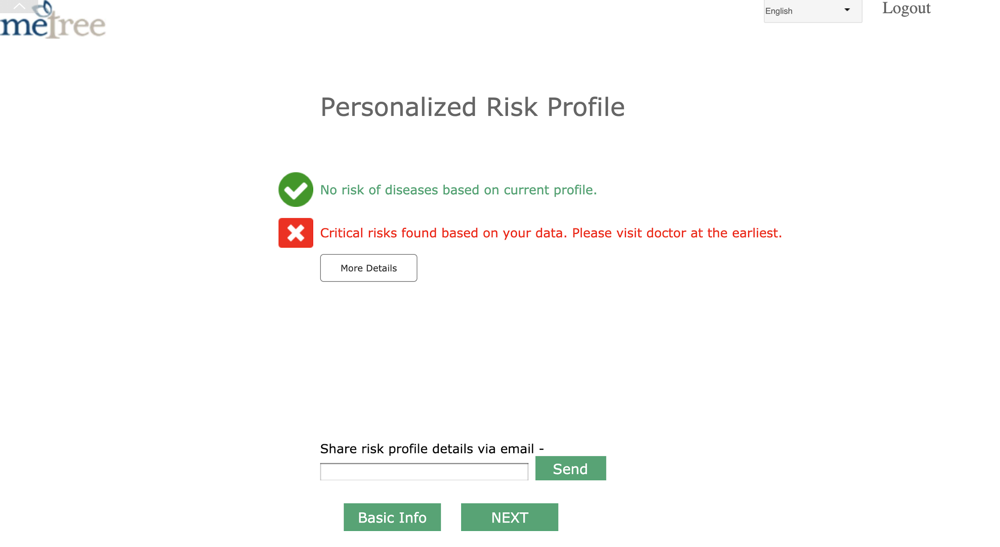 metree
English
Logout
Personalized Risk Profile
No risk of diseases based on current profile.
Critical risks found based on your data. Please visit doctor at the earliest.
More Details
Share risk profile details via email -
Send
Basic Info
NEXT